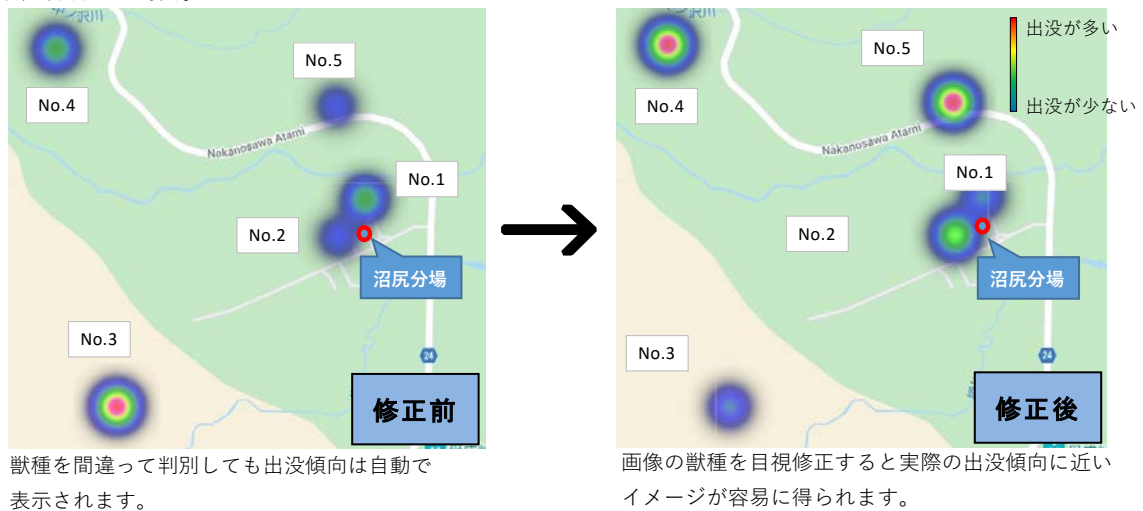 中ノ沢川
No.4
No.5
Nakanosawa Atami
No.1
No.2
沼尻分場
No.3
24
修正前
獣種を間違って判別しても出没傾向は自動で
表示されます。
出没が多い
出没が少ない
No.4
No.5
Nakanosawa Atami
No.1
No.2
沼尻分場
No.3
24
修正後
画像の獣種を目視修正すると実際の出没傾向に近い
イメージが容易に得られます。